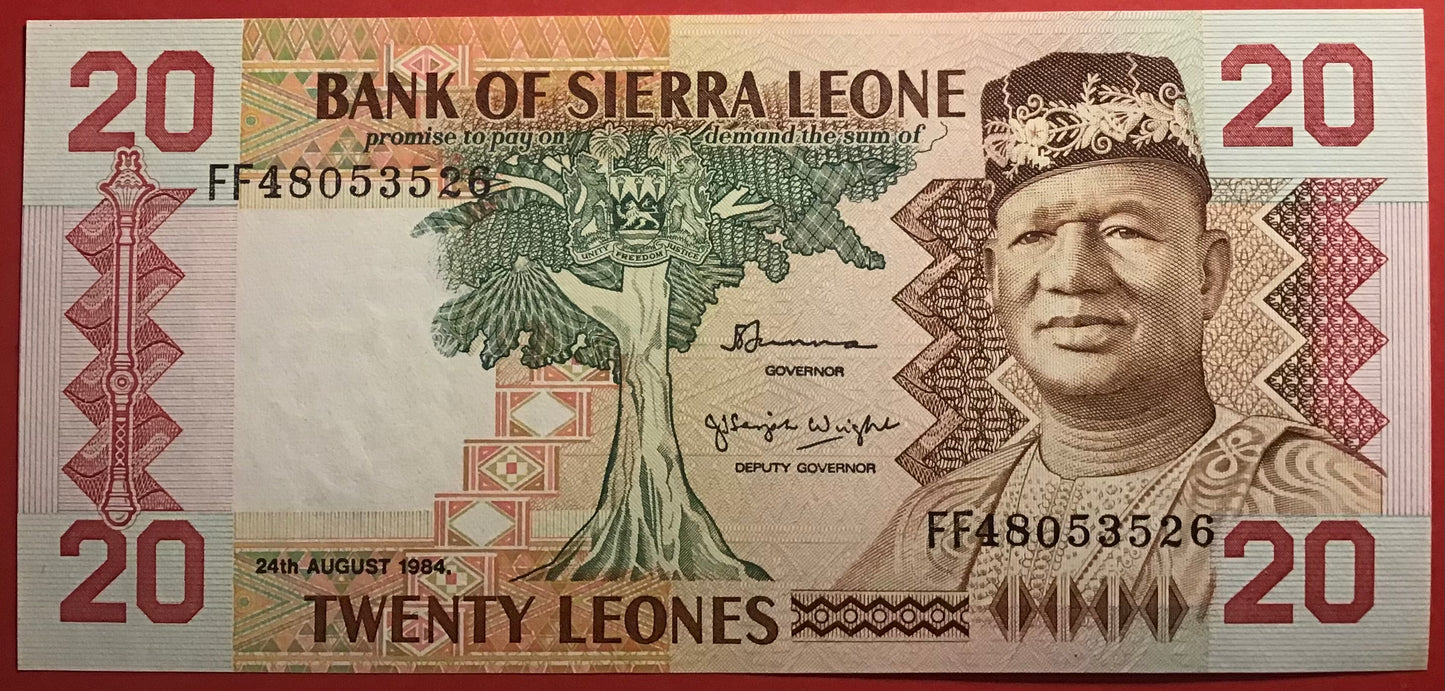 20
20
BANK OF SIERRA LEONE
promise to pay on demand the sum of
FF48053526
UNITY FREEDOM JUSTICE
GOVERNOR
DEPUTY GOVERNOR
FF48053526
24th AUGUST 1984.
20
TWENTY LEONES
20